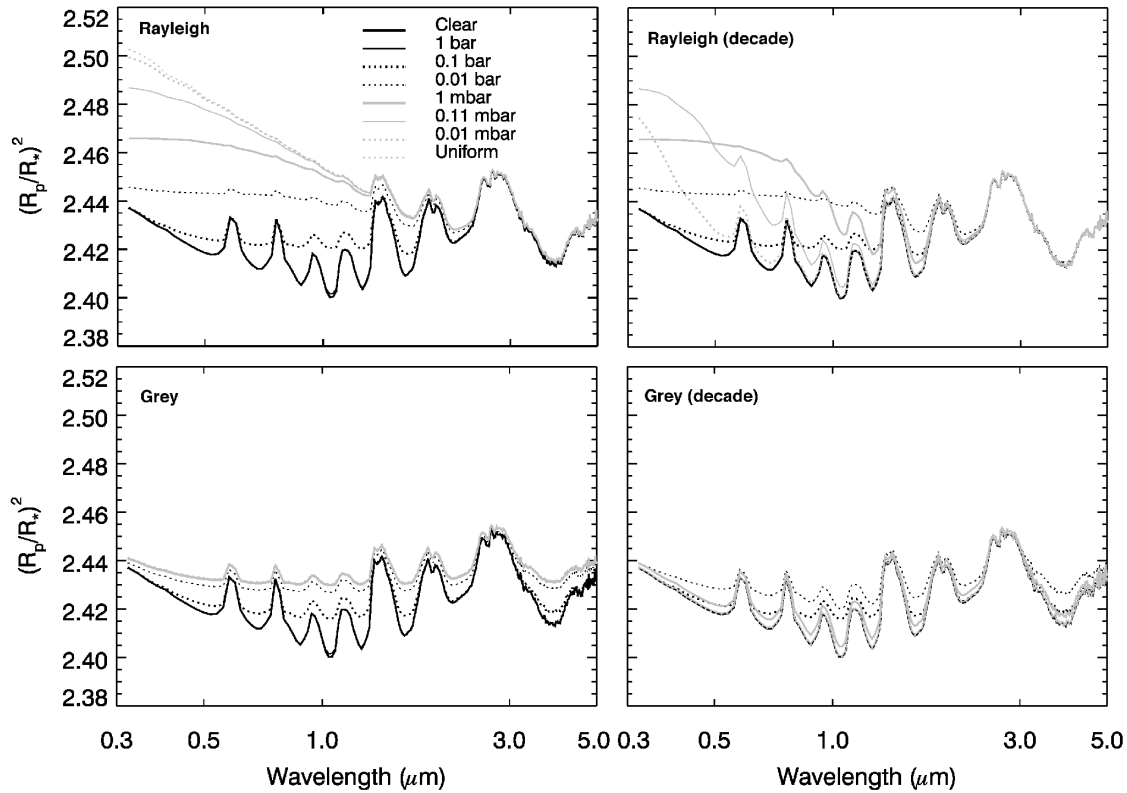 Rayleigh
Clear
1 bar
0.1 bar
0.01 bar
1 mbar
0.11 mbar
0.01 mbar
Uniform
2.52
2.50
2.48
2.46
2.44
2.42
2.40
2.38
(Rp/R*)²
Rayleigh (decade)
Grey
2.52
2.50
2.48
2.46
2.44
2.42
2.40
2.38
(Rp/R*)²
Grey (decade)
0.3 0.5 1.0 3.0 5.0
0.3 0.5 1.0 3.0 5.0
Wavelength (μm)
Wavelength (μm)